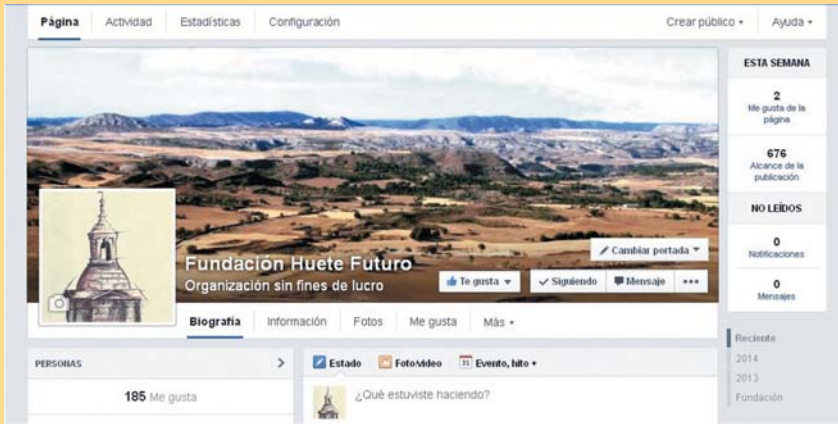 Página Actividad Estadísticas Configuración Crear público Ayuda
Fundación Huete Futuro
Organización sin fines de lucro
Cambiar portada
Te gusta Siguiendo Mensaje
Biografía Información Fotos Me gusta Más
PERSONAS
185 Me gusta
Estado Foto/vídeo 31 Evento, hito +
¿Qué estuviste haciendo?
ESTA SEMANA
2
Me gusta de la
página
676
Alcance de la
publicación
NO LEÍDOS
0
Notificaciones
0
Mensajes
Reciente
2014
2013
Fundación